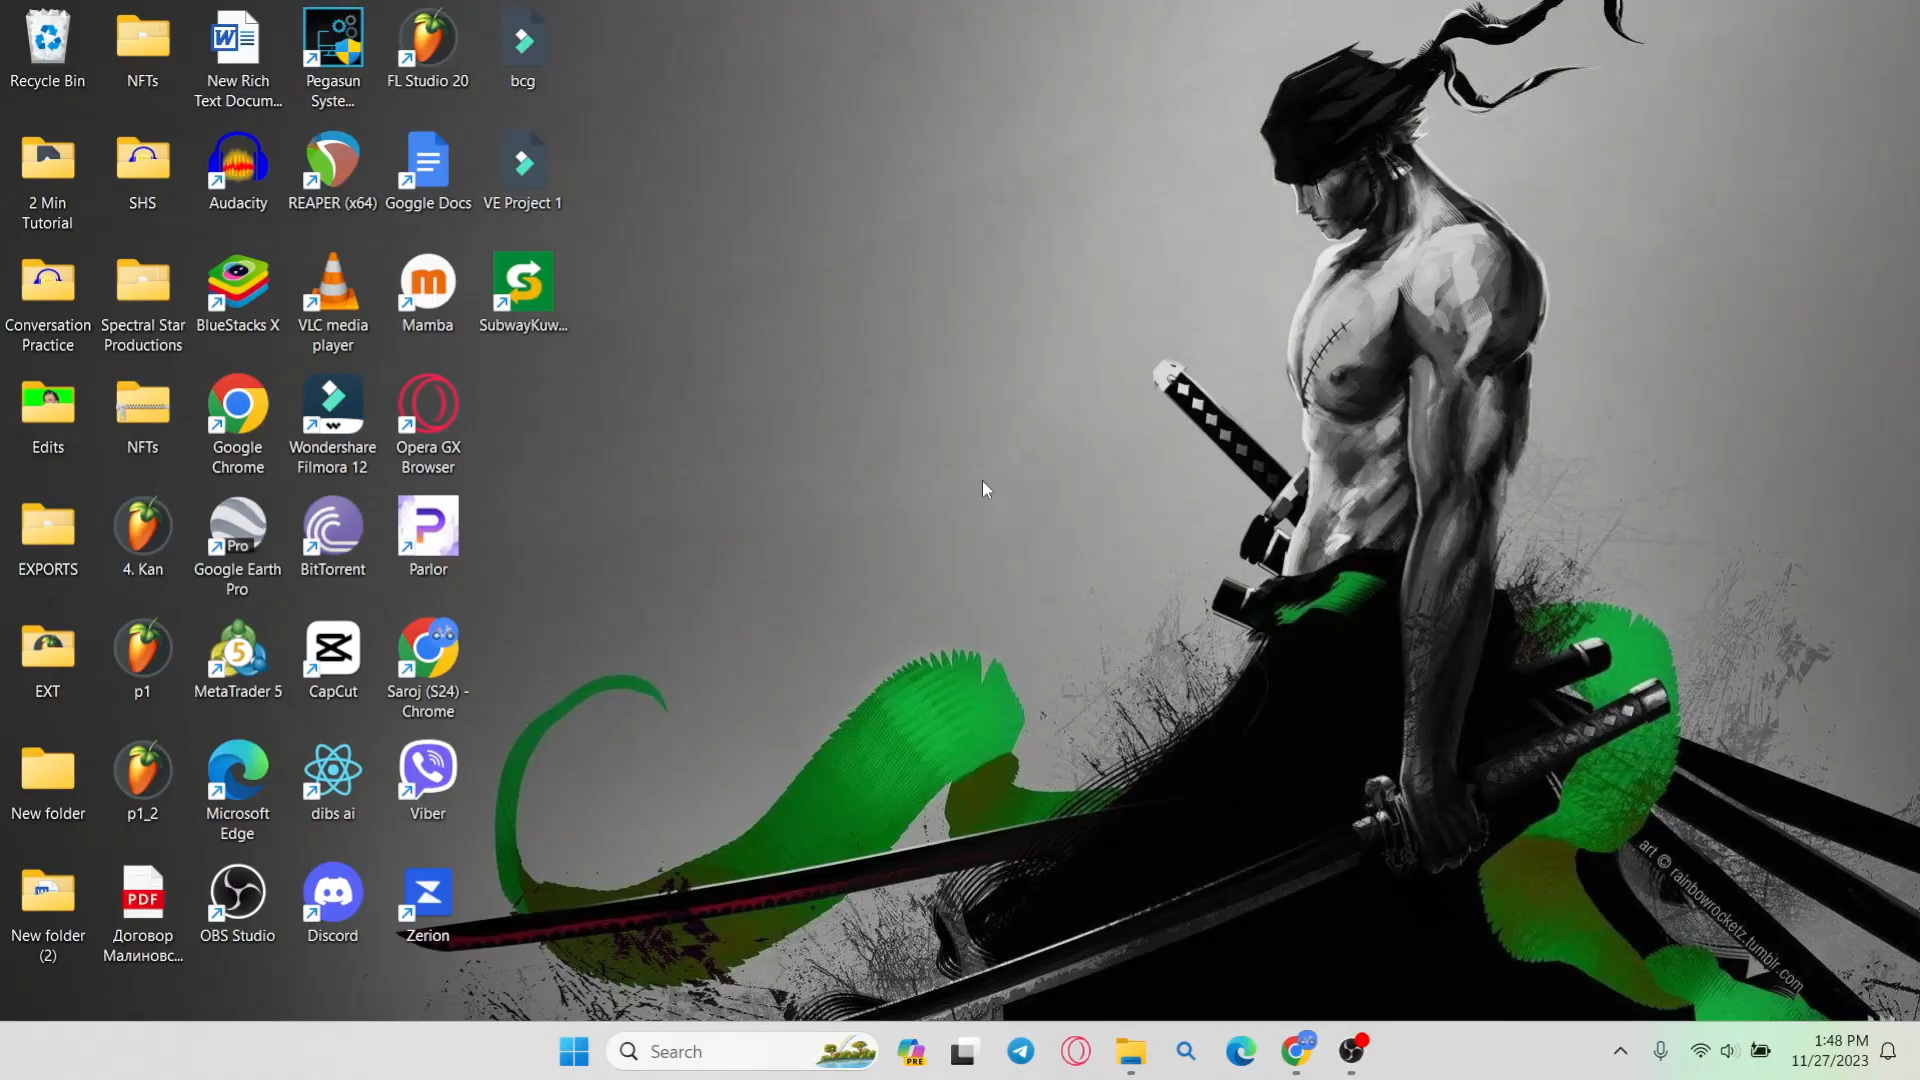 Recycle Bin
NFTs
New Rich
Text Docum...
Pegasun
Syste...
FL Studio 20
bcg
2 Min
Tutorial
SHS
Audacity
REAPER (x64)
Goggle Docs
VE Project 1
Conversation
Practice
Spectral Star
Productions
BlueStacks X
VLC media
player
Mamba
SubwayKuw...
Edits
NFTs
Google
Chrome
Wondershare
Filmora 12
Opera GX
Browser
EXPORTS
4. Kan
Pro
Google Earth
Pro
BitTorrent
Parlor
EXT
p1
5
MetaTrader 5
CapCut
Saroj (S24) -
Chrome
New folder
p1_2
Microsoft
Edge
dibs ai
Viber
New folder
(2)
PDF
Договор
Малиновс...
OBS Studio
Discord
Zerion
art © rainbowrocketz.tumblr.com
Search
PRE
1:48 PM
11/27/2023